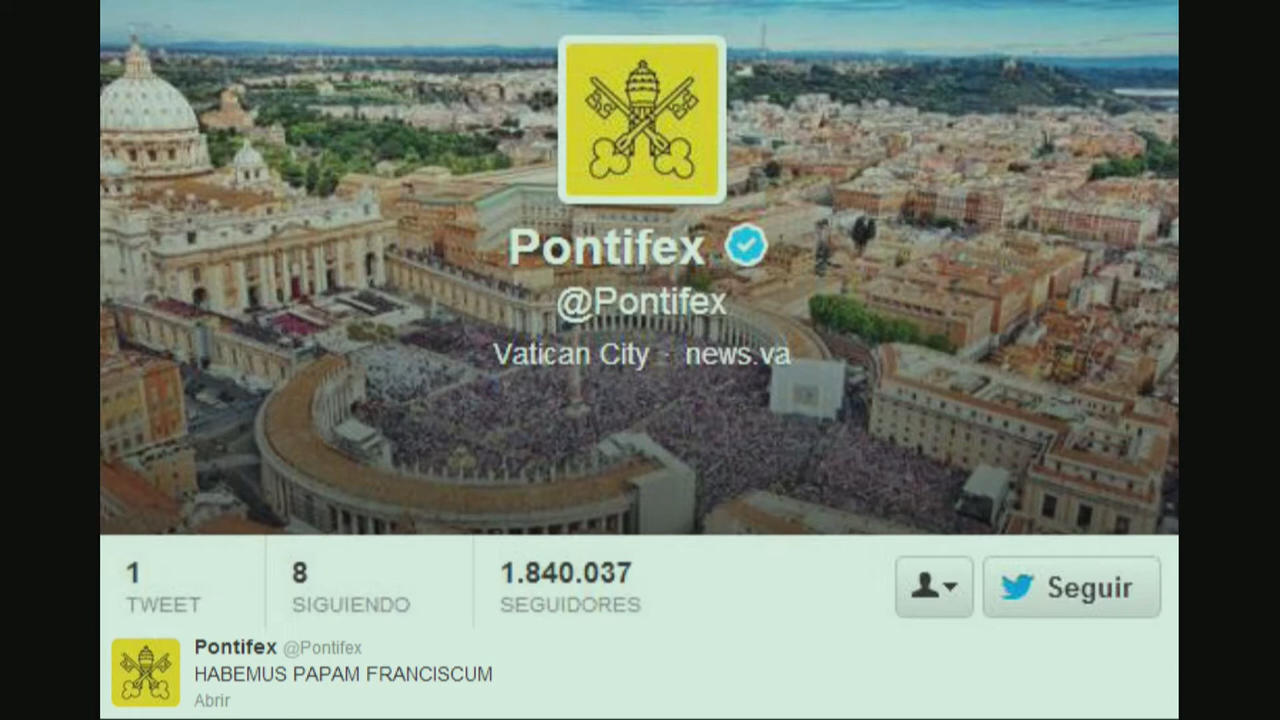 Pontifex
@Pontifex
Vatican City · news.va
1
TWEET
8
SIGUIENDO
1.840.037
SEGUIDORES
Seguir
Pontifex @Pontifex
HABEMUS PAPAM FRANCISCUM
Abrir